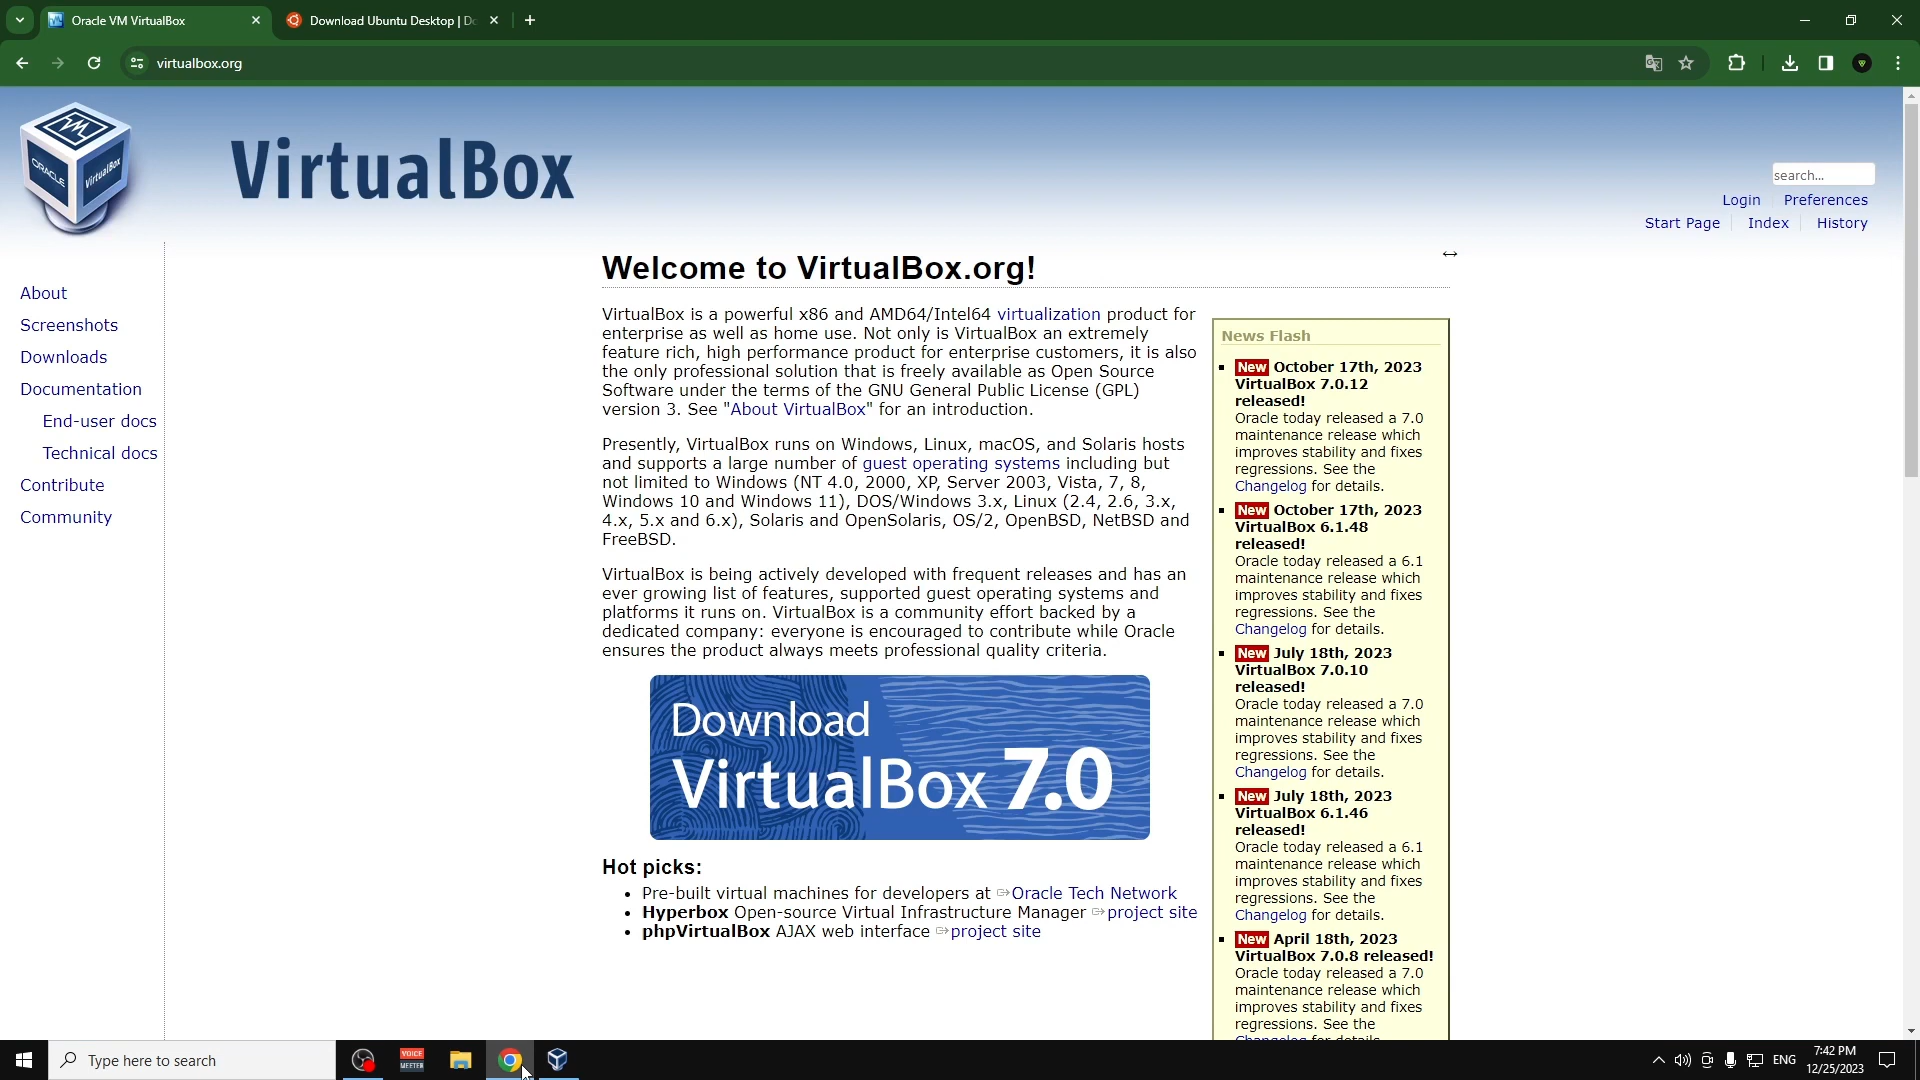 Oracle VM VirtualBox
Download Ubuntu Desktop | Do
virtualbox.org
ORACLE
VirtualBox
VirtualBox
search...
Login
Preferences
Start Page
Index
History
About
Screenshots
Downloads
Documentation
End-user docs
Technical docs
Contribute
Community
Welcome to VirtualBox.org!
VirtualBox is a powerful x86 and AMD64/Intel64 virtualization product for
enterprise as well as home use. Not only is VirtualBox an extremely
feature rich, high performance product for enterprise customers, it is also
the only professional solution that is freely available as Open Source
Software under the terms of the GNU General Public License (GPL)
version 3. See "About VirtualBox" for an introduction.
Presently, VirtualBox runs on Windows, Linux, macOS, and Solaris hosts
and supports a large number of guest operating systems including but
not limited to Windows (NT 4.0, 2000, XP, Server 2003, Vista, 7, 8,
Windows 10 and Windows 11), DOS/Windows 3.x, Linux (2.4, 2.6, 3.x,
4.x, 5.x and 6.x), Solaris and OpenSolaris, OS/2, OpenBSD, NetBSD and
FreeBSD.
VirtualBox is being actively developed with frequent releases and has an
ever growing list of features, supported guest operating systems and
platforms it runs on. VirtualBox is a community effort backed by a
dedicated company: everyone is encouraged to contribute while Oracle
ensures the product always meets professional quality criteria.
Download
VirtualBox 7.0
Hot picks:
Pre-built virtual machines for developers at Oracle Tech Network
Hyperbox Open-source Virtual Infrastructure Manager project site
phpVirtualBox AJAX web interface project site
News Flash
New October 17th, 2023
VirtualBox 7.0.12
released!
Oracle today released a 7.0
maintenance release which
improves stability and fixes
regressions. See the
Changelog for details.
New October 17th, 2023
VirtualBox 6.1.48
released!
Oracle today released a 6.1
maintenance release which
improves stability and fixes
regressions. See the
Changelog for details.
New July 18th, 2023
VirtualBox 7.0.10
released!
Oracle today released a 7.0
maintenance release which
improves stability and fixes
regressions. See the
Changelog for details.
New July 18th, 2023
VirtualBox 6.1.46
released!
Oracle today released a 6.1
maintenance release which
improves stability and fixes
regressions. See the
Changelog for details.
New April 18th, 2023
VirtualBox 7.0.8 released!
Oracle today released a 7.0
maintenance release which
improves stability and fixes
regressions. See the
Changelog for details.
Type here to search
VOICE
MEETER
ENG
7:42 PM
12/25/2023